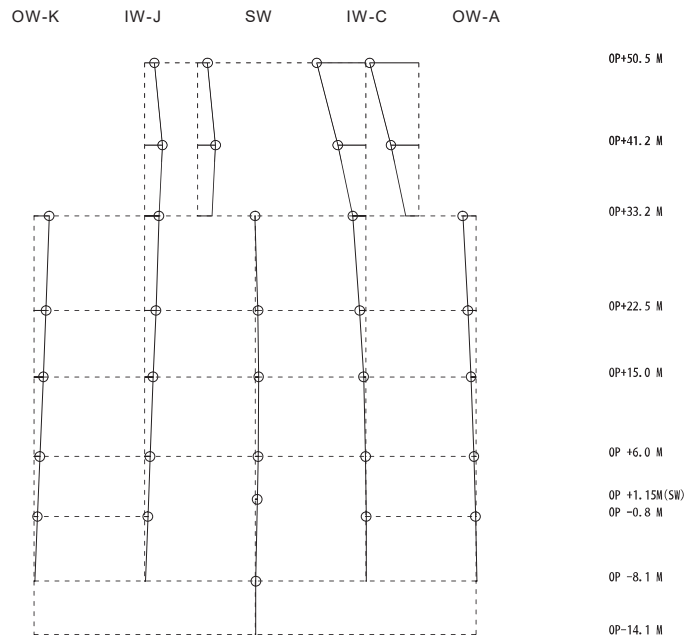 OW-K IW-J SW IW-C OW-A
OP+50.5 M
OP+41.2 M
OP+33.2 M
OP+22.5 M
OP+15.0 M
OP +6.0 M
OP +1.15M(SW)
OP -0.8 M
OP -8.1 M
OP-14.1 M